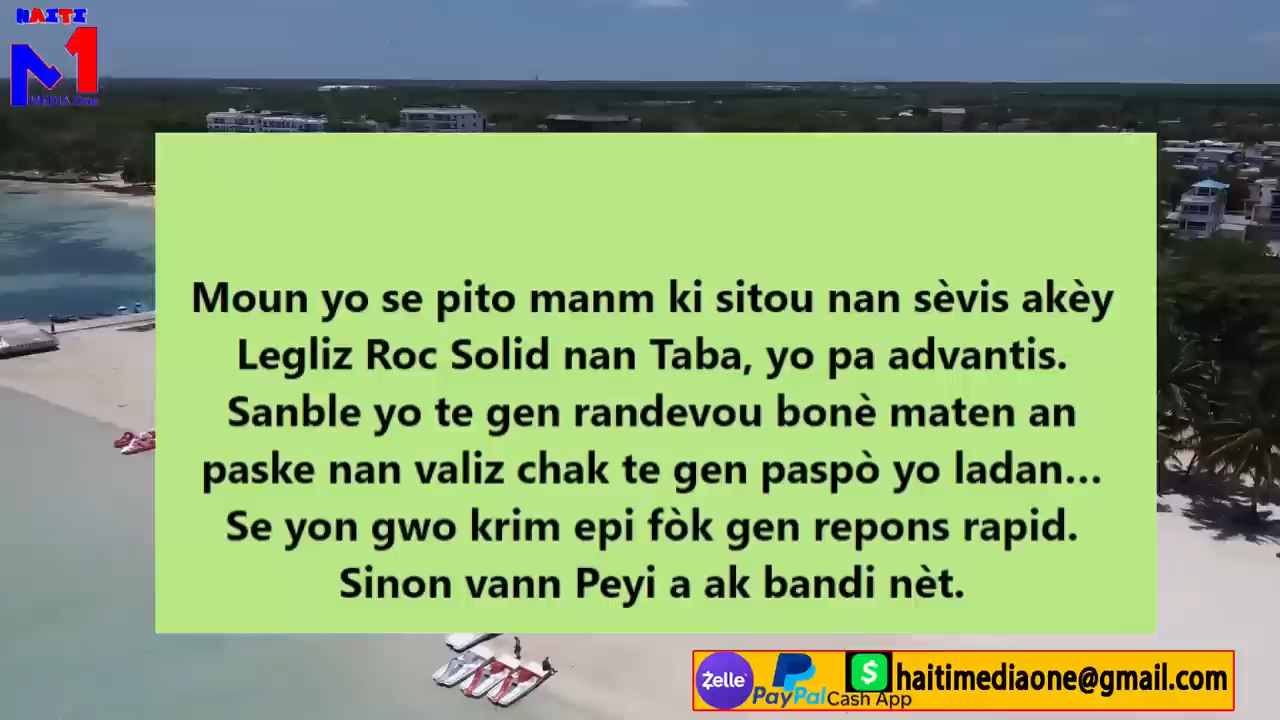 HAITI
M1
MEDIA One
Moun yo se pito manm ki sitou nan sèvis akèy
Legliz Roc Solid nan Taba, yo pa advantis.
Sanble yo te gen randevou bonè maten an
paske nan valiz chak te gen paspò yo ladan...
Se yon gwo krim epi fòk gen repons rapid.
Sinon vann Peyi a ak bandi nèt.
Zelle
PayPal
$
Cash App
haitimediaone@gmail.com